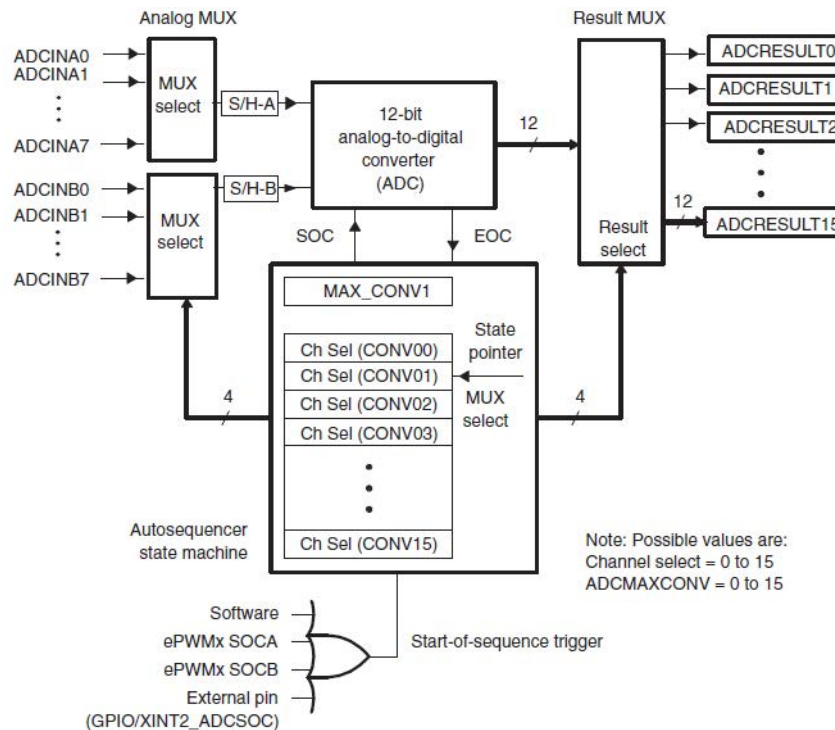 Analog MUX
Result MUX
ADCINA0
ADCINA1
ADCINA7
MUX
select
S/H-A
12-bit
analog-to-digital
converter
(ADC)
12
ADCRESULT0
ADCRESULT1
ADCRESULT2
ADCINB0
ADCINB1
ADCINB7
MUX
select
S/H-B
SOC
EOC
Result
select
12
ADCRESULT15
MAX_CONV1
Ch Sel (CONV00)
Ch Sel (CONV01)
Ch Sel (CONV02)
Ch Sel (CONV03)
Ch Sel (CONV15)
State
pointer
MUX
select
4
4
Autosequencer
state machine
Note: Possible values are:
Channel select = 0 to 15
ADCMAXCONV = 0 to 15
Software
ePWMx SOCA
ePWMx SOCB
External pin
(GPIO/XINT2_ADCSOC)
Start-of-sequence trigger